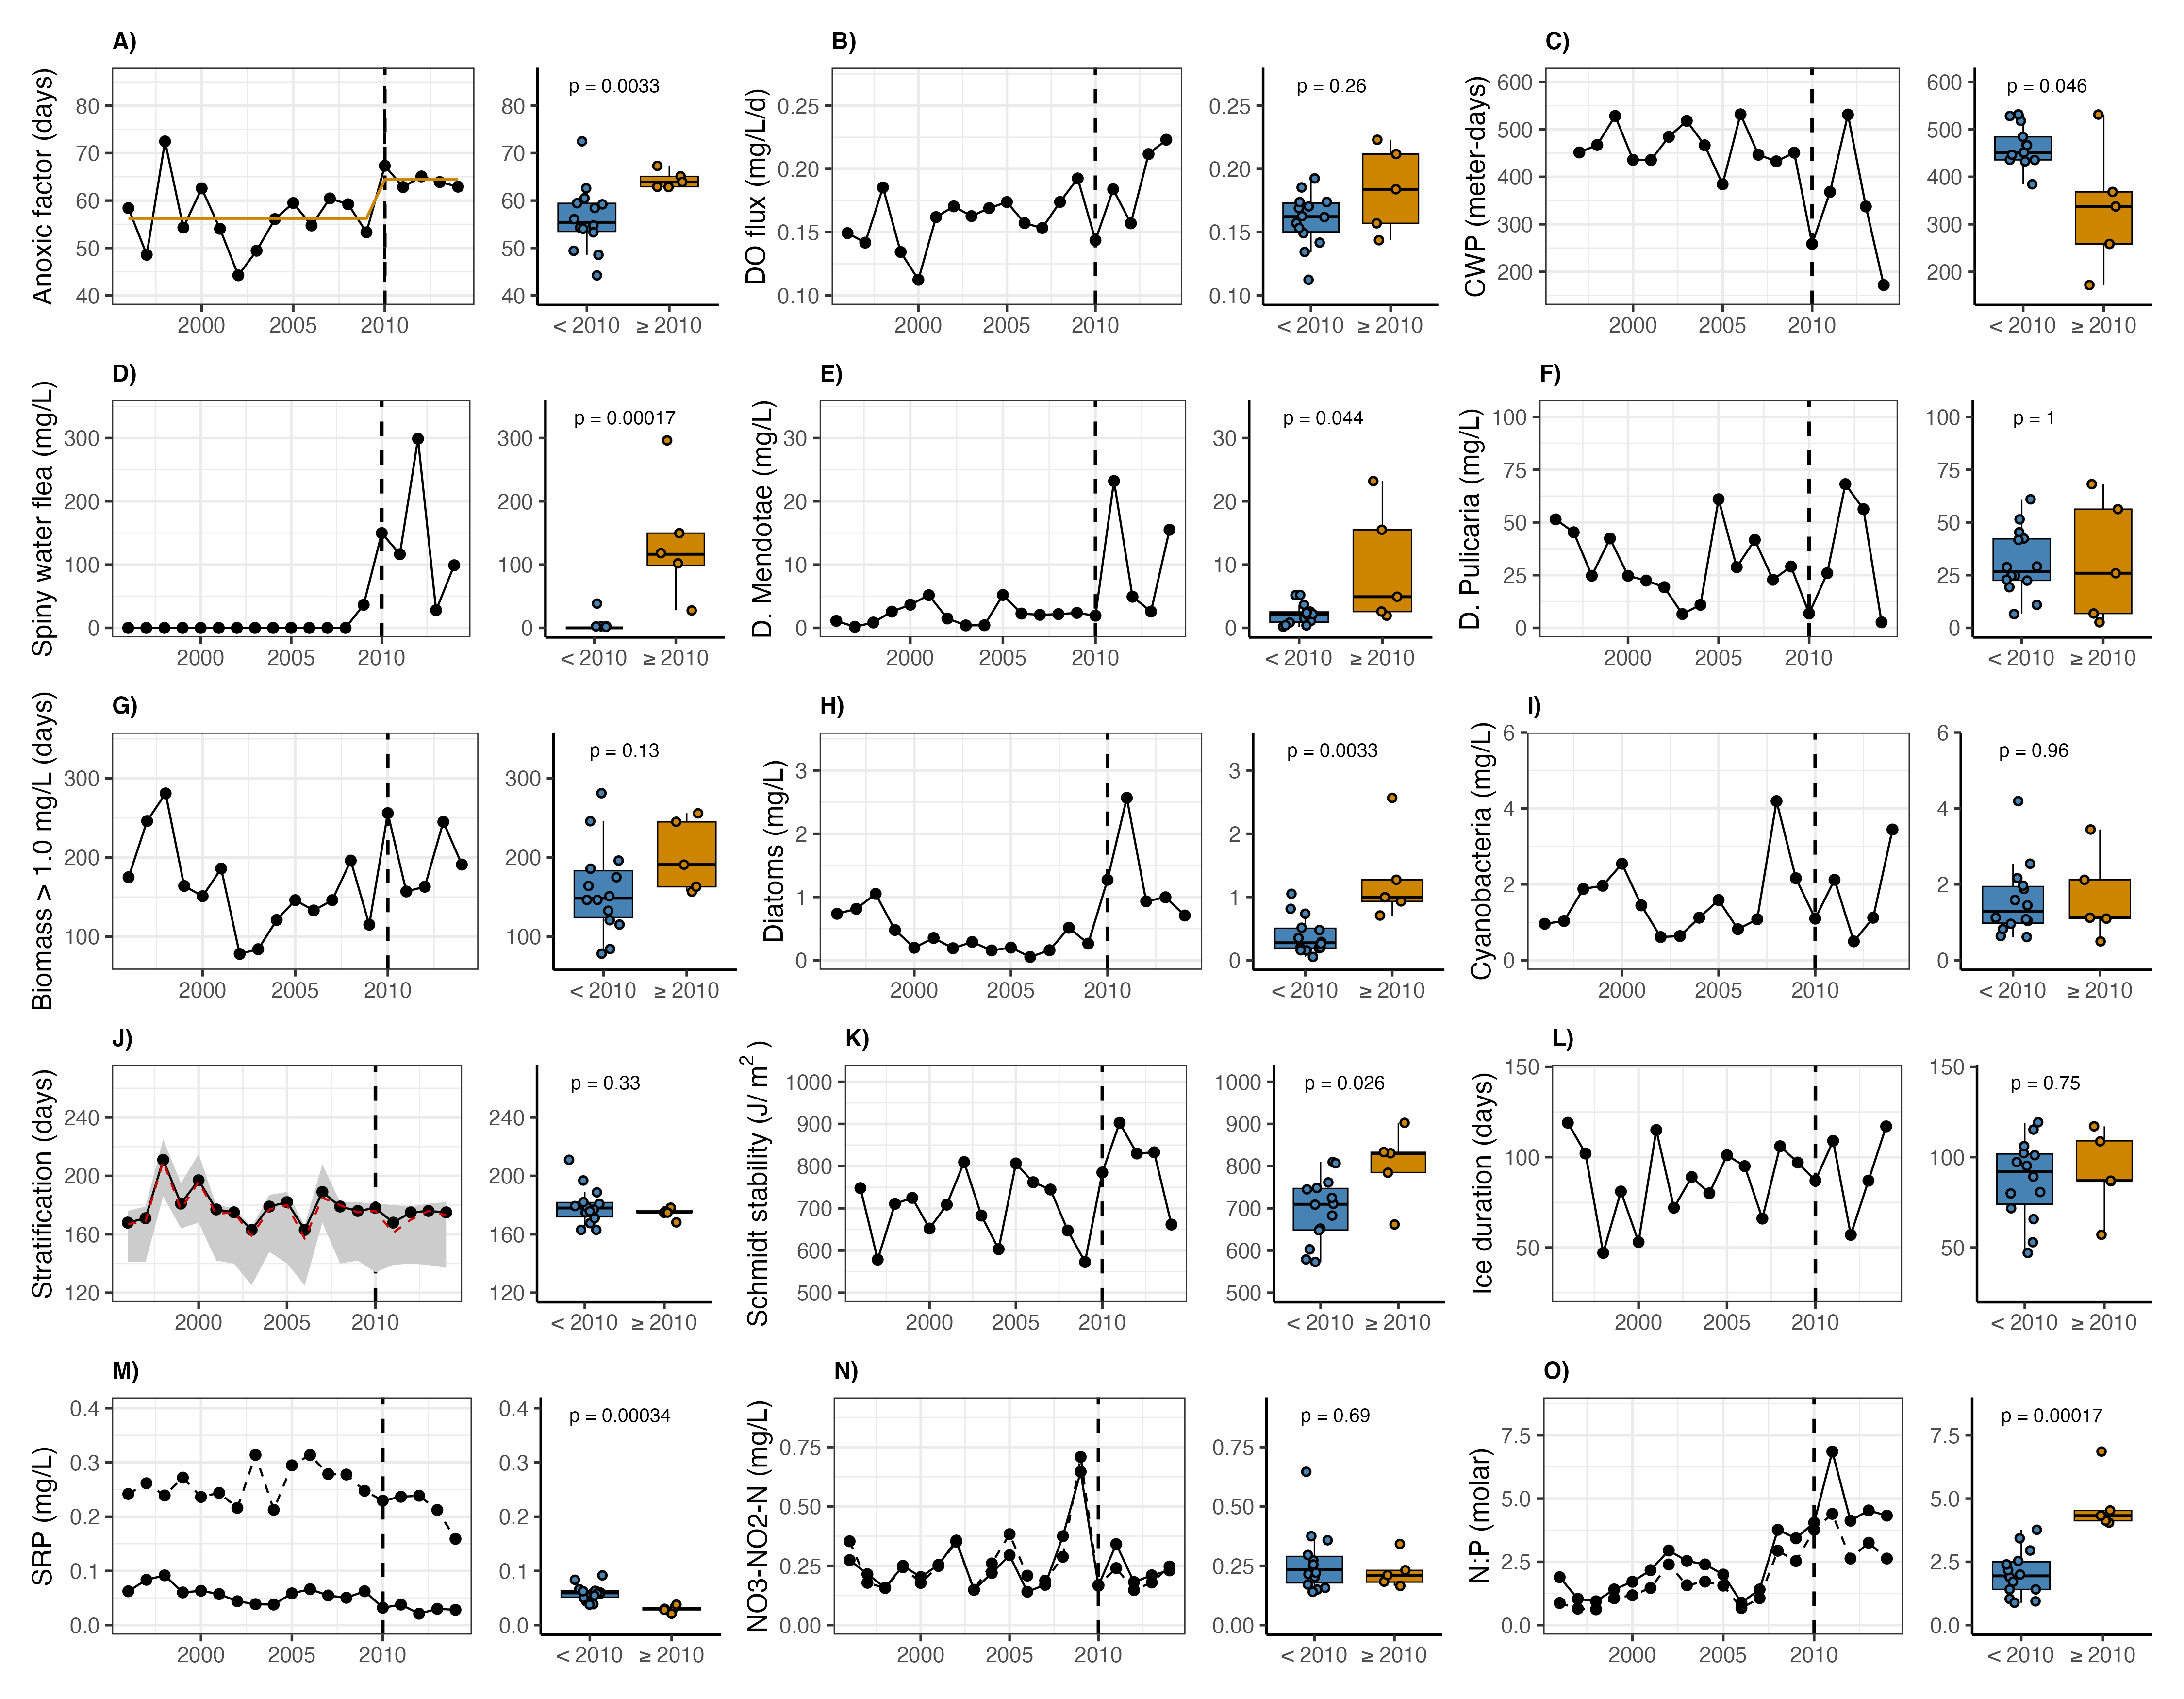 A)
Anoxic factor (days)
80
70
60
50
40
2000 2005 2010
p = 0.0033
80
70
60
50
40
< 2010 ≥ 2010
B)
DO flux (mg/L/d)
0.25
0.20
0.15
0.10
2000 2005 2010
p = 0.26
0.25
0.20
0.15
0.10
< 2010 ≥ 2010
C)
CWP (meter-days)
600
500
400
300
200
2000 2005 2010
p = 0.046
600
500
400
300
200
< 2010 ≥ 2010
D)
Spiny water flea (mg/L)
300
200
100
0
2000 2005 2010
p = 0.00017
300
200
100
0
< 2010 ≥ 2010
E)
D. Mendotae (mg/L)
30
20
10
0
2000 2005 2010
p = 0.044
30
20
10
0
< 2010 ≥ 2010
F)
D. Pulicaria (mg/L)
100
75
50
25
0
2000 2005 2010
p = 1
100
75
50
25
0
< 2010 ≥ 2010
G)
Biomass > 1.0 mg/L (days)
300
200
100
2000 2005 2010
p = 0.13
300
200
100
< 2010 ≥ 2010
H)
Diatoms (mg/L)
3
2
1
0
2000 2005 2010
p = 0.0033
3
2
1
0
< 2010 ≥ 2010
I)
Cyanobacteria (mg/L)
6
4
2
0
2000 2005 2010
p = 0.96
6
4
2
0
< 2010 ≥ 2010
J)
Stratification (days)
240
200
160
120
2000 2005 2010
p = 0.33
240
200
160
120
< 2010 ≥ 2010
K)
Schmidt stability (J/ m²)
1000
900
800
700
600
500
2000 2005 2010
p = 0.026
1000
900
800
700
600
500
< 2010 ≥ 2010
L)
Ice duration (days)
150
100
50
2000 2005 2010
p = 0.75
150
100
50
< 2010 ≥ 2010
M)
SRP (mg/L)
0.4
0.3
0.2
0.1
0.0
2000 2005 2010
p = 0.00034
0.4
0.3
0.2
0.1
0.0
< 2010 ≥ 2010
N)
NO3-NO2-N (mg/L)
0.75
0.50
0.25
0.00
2000 2005 2010
p = 0.69
0.75
0.50
0.25
0.00
< 2010 ≥ 2010
O)
N:P (molar)
7.5
5.0
2.5
0.0
2000 2005 2010
p = 0.00017
7.5
5.0
2.5
0.0
< 2010 ≥ 2010